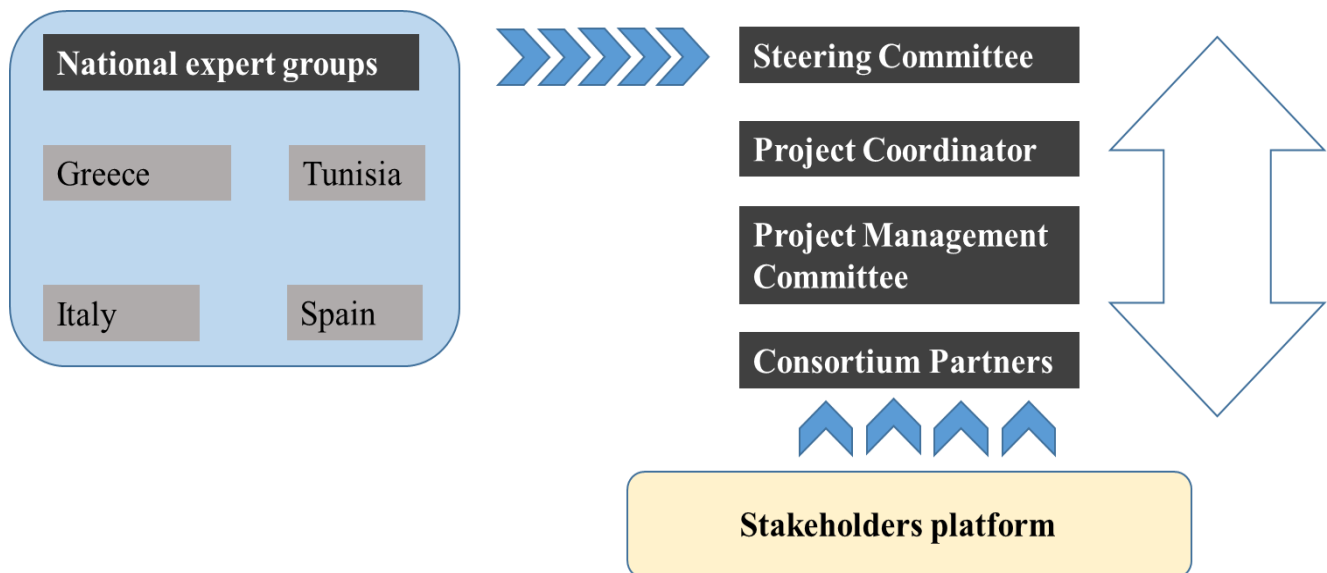 National expert groups
Greece
Tunisia
Italy
Spain
Steering Committee
Project Coordinator
Project Management
Committee
Consortium Partners
Stakeholders platform